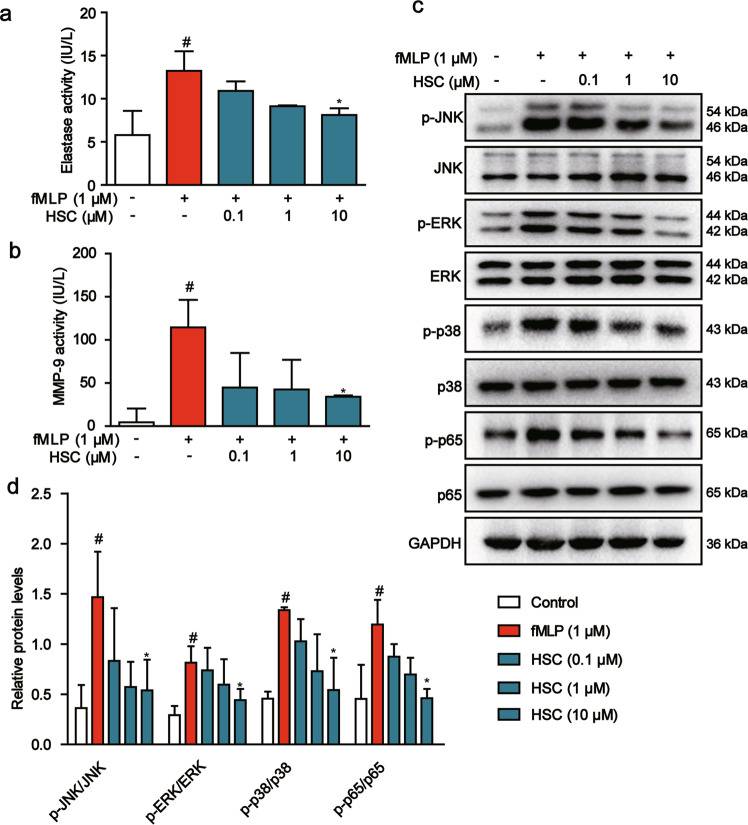 a
Elastase activity (IU/L)
20
15
10
5
0
#
*
fMLP (1 μM) - + + + +
HSC (μM) - - 0.1 1 10
b
MMP-9 activity (IU/L)
200
150
100
50
0
#
*
fMLP (1 μM) - + + + +
HSC (μM) - - 0.1 1 10
c
fMLP (1 μM) - + + + +
HSC (μM) - - 0.1 1 10
p-JNK
54 kDa
46 kDa
JNK
54 kDa
46 kDa
p-ERK
44 kDa
42 kDa
ERK
44 kDa
42 kDa
p-p38
43 kDa
p38
43 kDa
p-p65
65 kDa
p65
65 kDa
GAPDH
36 kDa
d
Relative protein levels
2.5
2.0
1.5
1.0
0.5
0.0
#
*
#
*
#
*
#
*
p-JNK/JNK
p-ERK/ERK
p-p38/p38
p-p65/p65
Control
fMLP (1 μM)
HSC (0.1 μM)
HSC (1 μM)
HSC (10 μM)